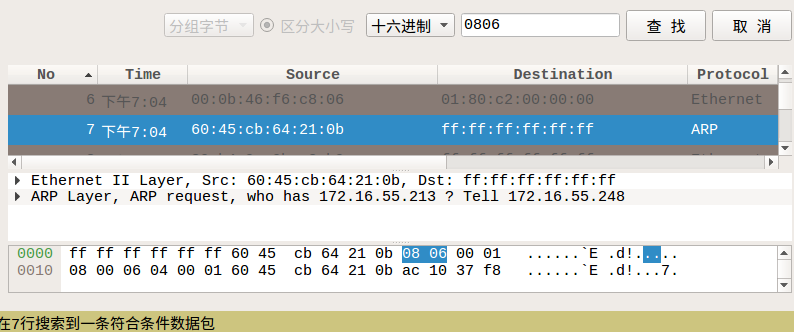 分组字节 区分大小写 十六进制 0806 查 找 取 消
No Time Source Destination Protocol
6 下午7:04 00:0b:46:f6:c8:06 01:80:c2:00:00:00 Ethernet
7 下午7:04 60:45:cb:64:21:0b ff:ff:ff:ff:ff:ff ARP
Ethernet II Layer, Src: 60:45:cb:64:21:0b, Dst: ff:ff:ff:ff:ff:ff
ARP Layer, ARP request, who has 172.16.55.213 ? Tell 172.16.55.248
0000 ff ff ff ff ff ff 60 45 cb 64 21 0b 08 06 00 01 ......`E .d!.....
0010 08 00 06 04 00 01 60 45 cb 64 21 0b ac 10 37 f8 ......`E .d!...7.
在7行搜索到一条符合条件数据包